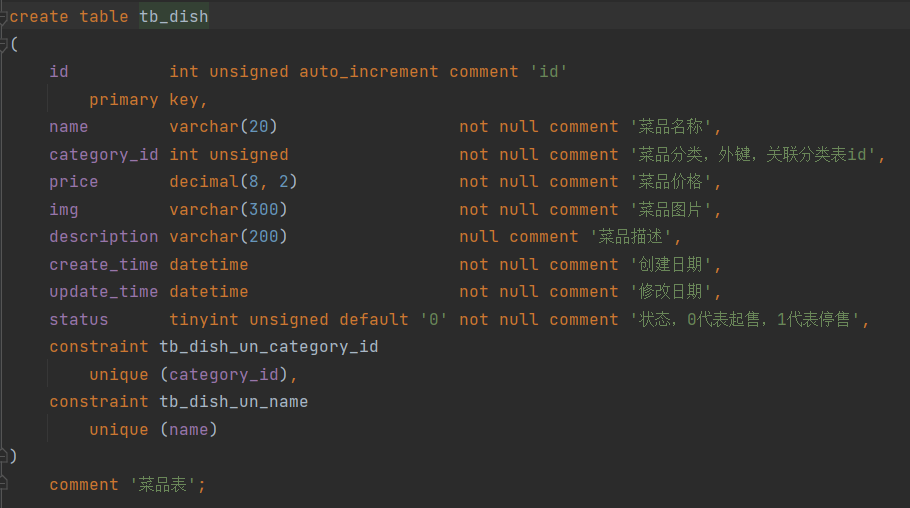 create table tb_dish
(
    id          int unsigned auto_increment comment 'id'
        primary key,
    name        varchar(20)                  not null comment '菜品名称',
    category_id int unsigned                 not null comment '菜品分类，外键，关联分类表id',
    price       decimal(8, 2)                not null comment '菜品价格',
    img         varchar(300)                 not null comment '菜品图片',
    description varchar(200)                 null comment '菜品描述',
    create_time datetime                     not null comment '创建日期',
    update_time datetime                     not null comment '修改日期',
    status      tinyint unsigned default '0' not null comment '状态，0代表起售，1代表停售',
    constraint tb_dish_un_category_id
        unique (category_id),
    constraint tb_dish_un_name
        unique (name)
)
    comment '菜品表';